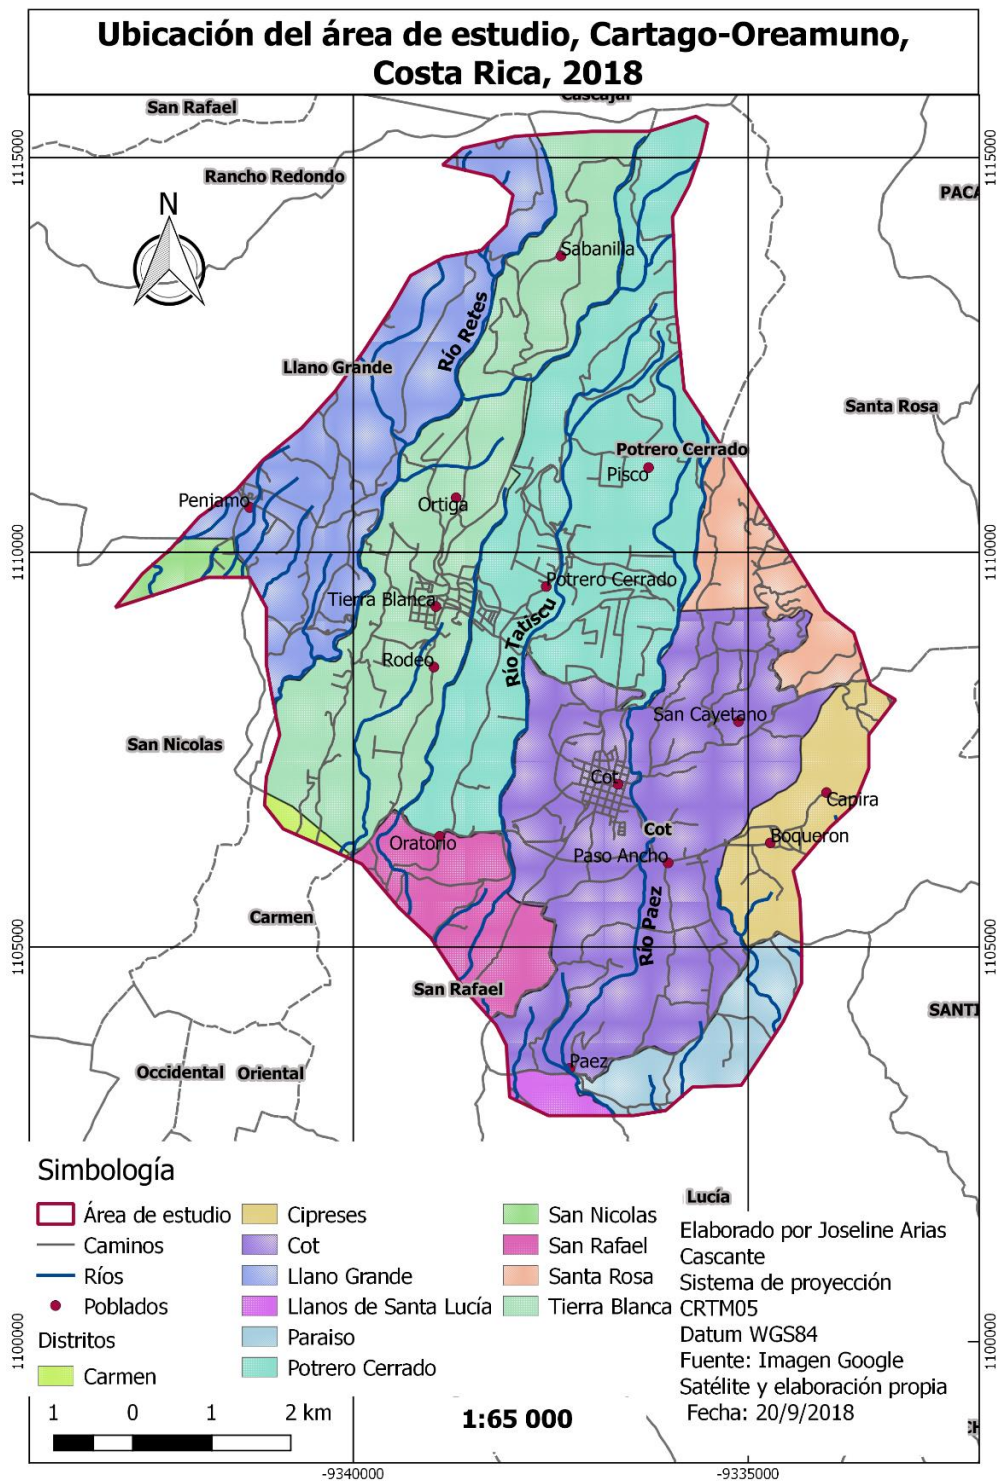 Ubicación del área de estudio, Cartago-Oreamuno,
Costa Rica, 2018
Cascajal
San Rafael
1115000
1115000
Rancho Redondo
PACA
N
Sabanilla
Río Retes
Llano Grande
Santa Rosa
Potrero Cerrado
Pisco
Penjamo
Ortiga
1110000
1110000
Potrero Cerrado
Tierra Blanca
Río Tatiscu
Rodeo
San Cayetano
San Nicolas
Cot
Capira
Cot
Boqueron
Oratorio
Paso Ancho
Río Paez
Carmen
1105000
1105000
San Rafael
SANTI
Paez
Occidental
Oriental
Simbología
Lucía
Área de estudio
Caminos
Ríos
Poblados
Distritos
Carmen
Cipreses
Cot
Llano Grande
Llanos de Santa Lucía
Paraiso
Potrero Cerrado
San Nicolas
San Rafael
Santa Rosa
Tierra Blanca
Elaborado por Joseline Arias
Cascante
Sistema de proyección
CRTM05
Datum WGS84
Fuente: Imagen Google
Satélite y elaboración propia
Fecha: 20/9/2018
1100000
1100000
1 0 1 2 km
1:65 000
-9340000
-9335000